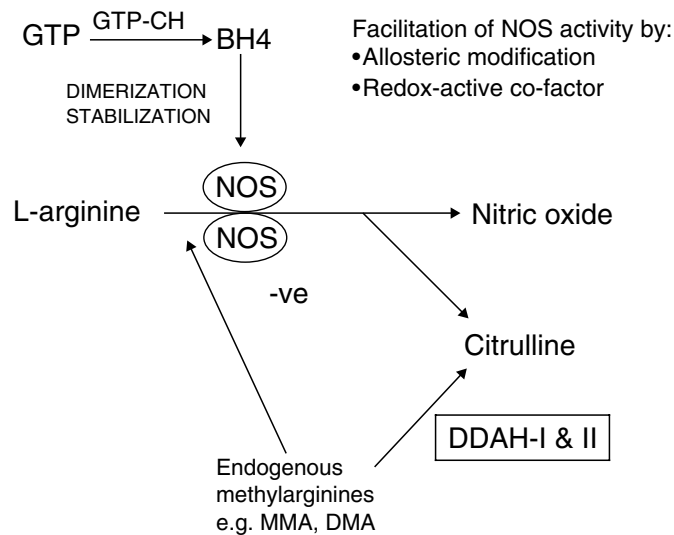 GTP
GTP-CH
BH4
Facilitation of NOS activity by:
•Allosteric modification
•Redox-active co-factor
DIMERIZATION
STABILIZATION
NOS
L-arginine
Nitric oxide
NOS
-ve
Citrulline
DDAH-I & II
Endogenous
methylarginines
e.g. MMA, DMA